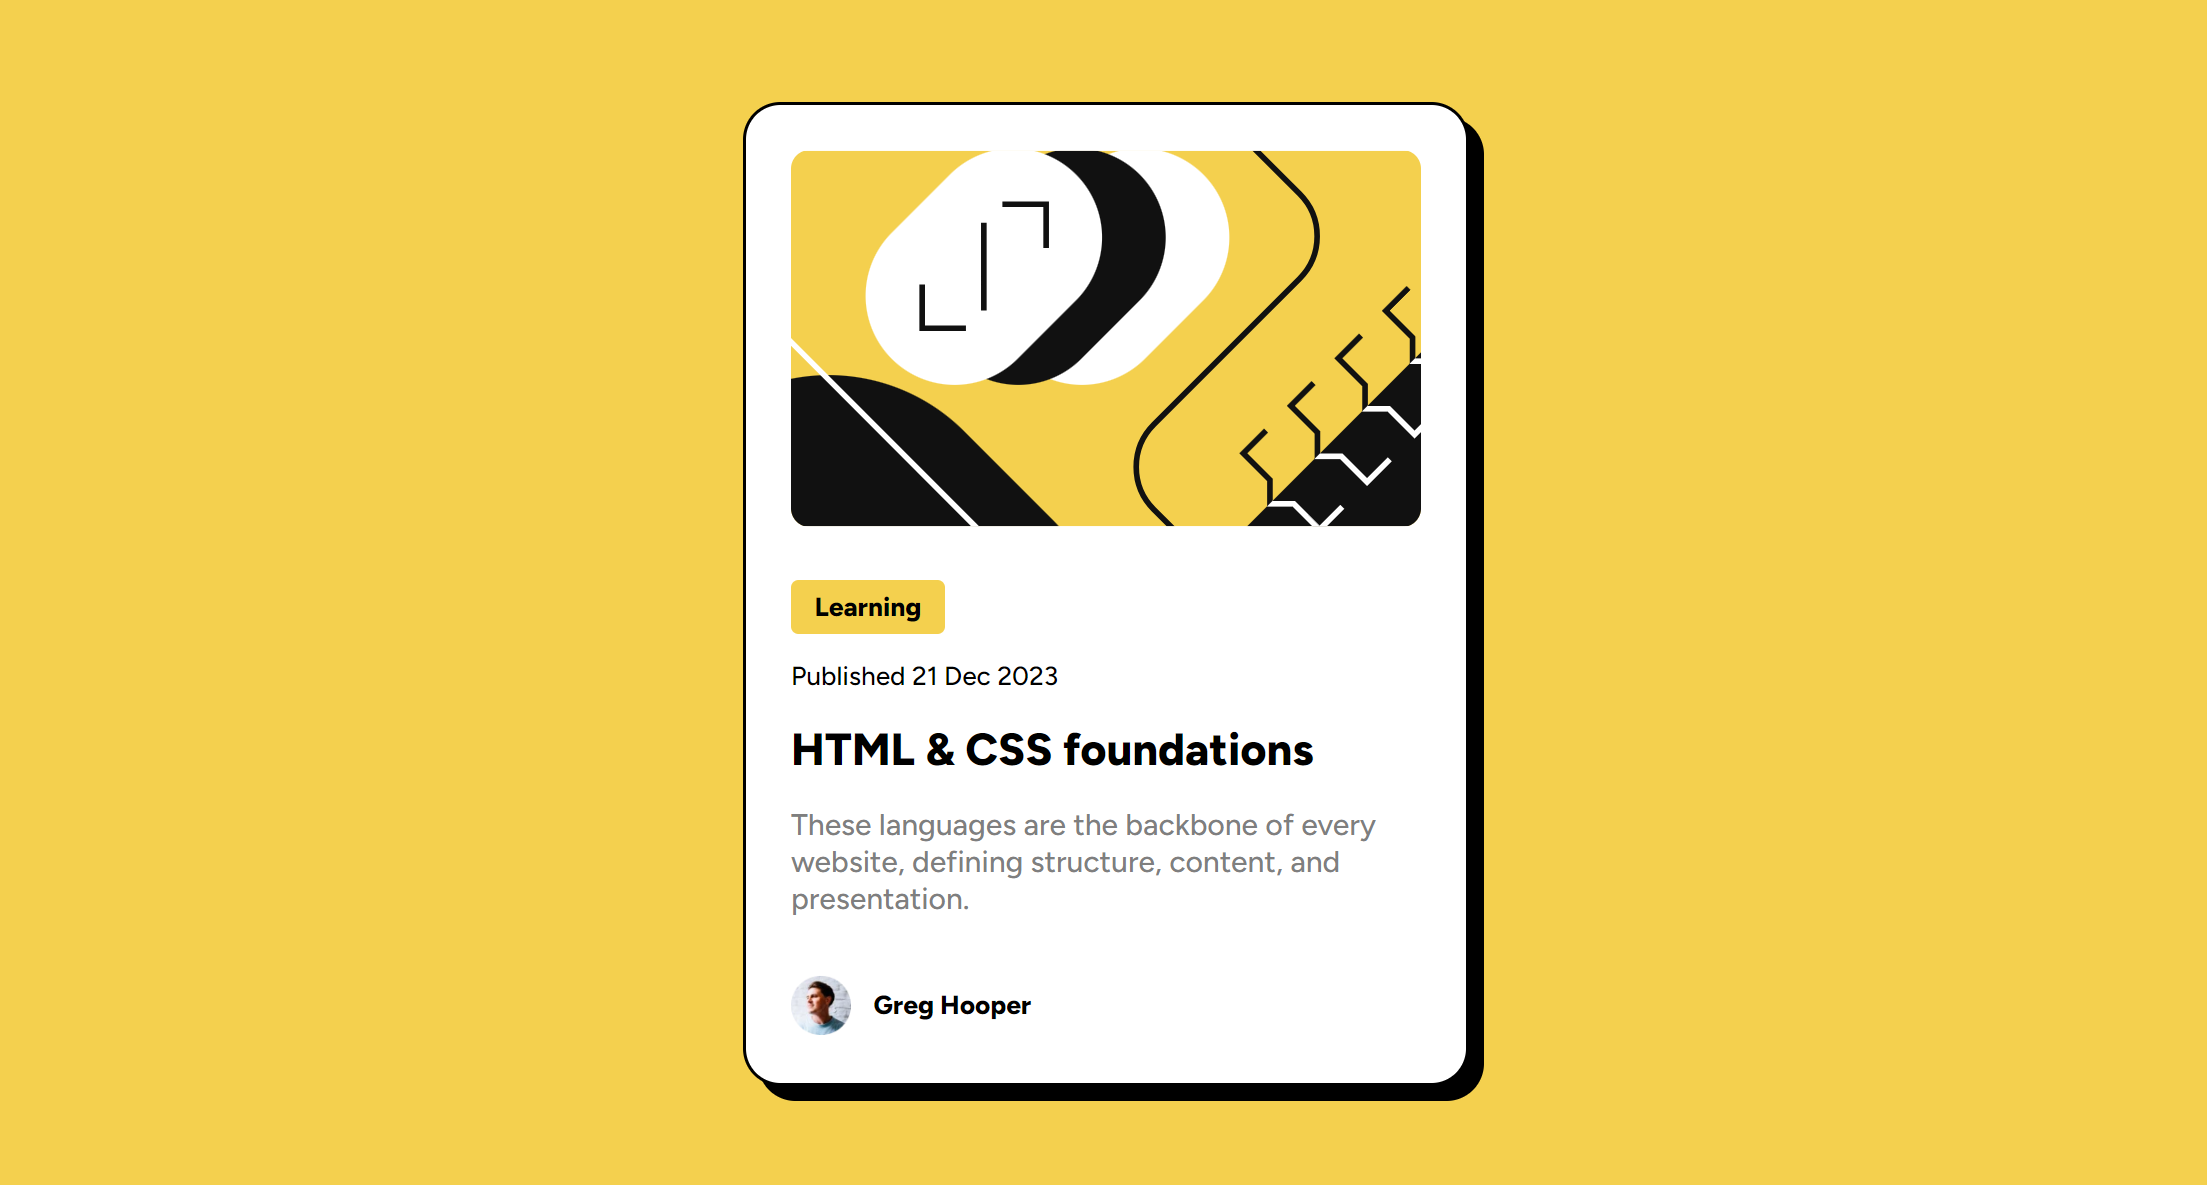 Learning
Published 21 Dec 2023
HTML & CSS foundations
These languages are the backbone of every
website, defining structure, content, and
presentation.
Greg Hooper